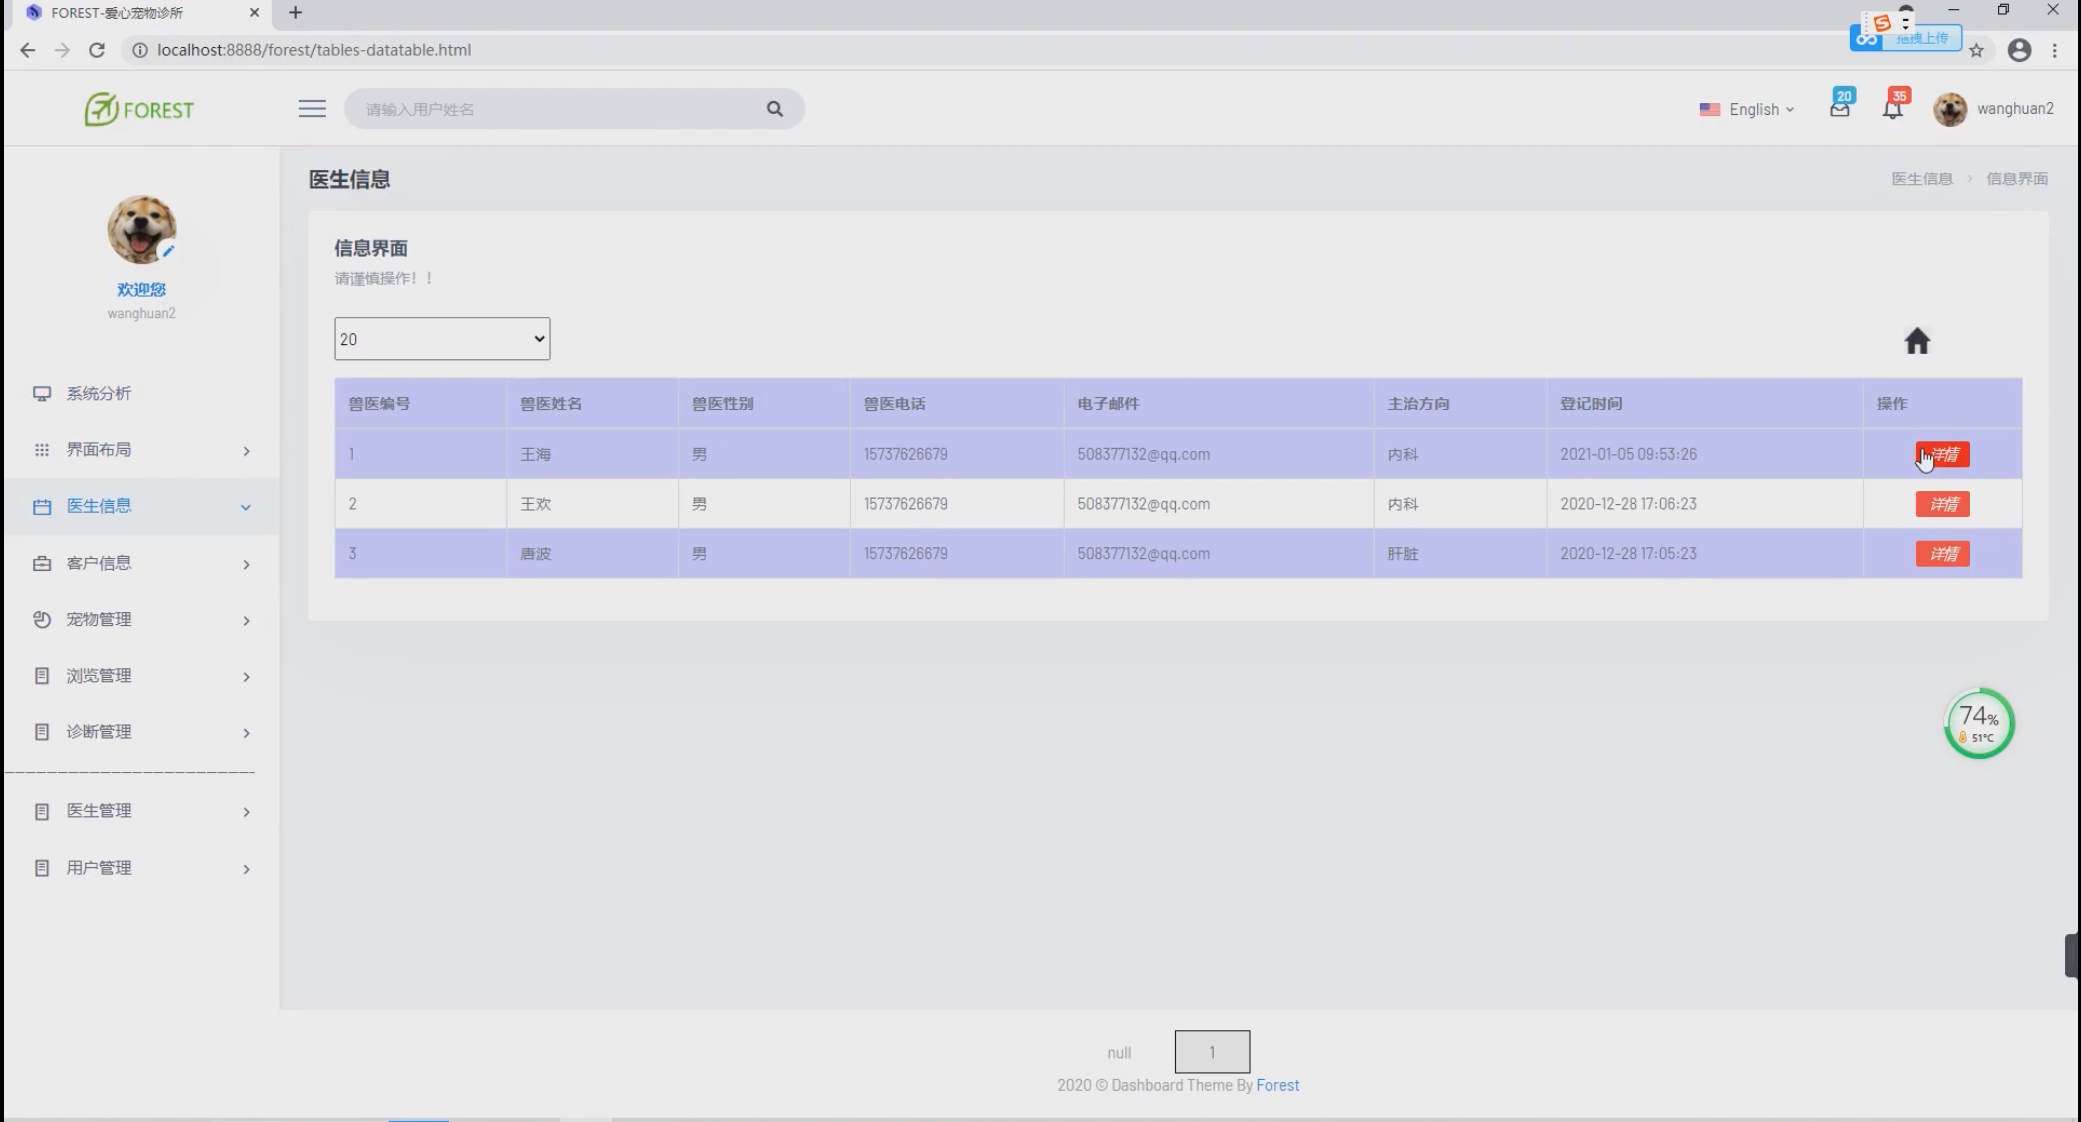 FOREST-爱心宠物诊所
localhost:8888/forest/tables-datatable.html
拖拽上传
FOREST
请输入用户姓名
English
20
35
wanghuan2
欢迎您
wanghuan2
系统分析
界面布局
医生信息
客户信息
宠物管理
浏览管理
诊断管理
医生管理
用户管理
医生信息
医生信息 信息界面
信息界面
请谨慎操作！！
20
兽医编号 兽医姓名 兽医性别 兽医电话 电子邮件 主治方向 登记时间 操作
1 王海 男 15737626679 508377132@qq.com 内科 2021-01-05 09:53:26 详情
2 王欢 男 15737626679 508377132@qq.com 内科 2020-12-28 17:06:23 详情
3 唐波 男 15737626679 508377132@qq.com 肝脏 2020-12-28 17:05:23 详情
74%
51°C
null 1
2020 © Dashboard Theme By Forest